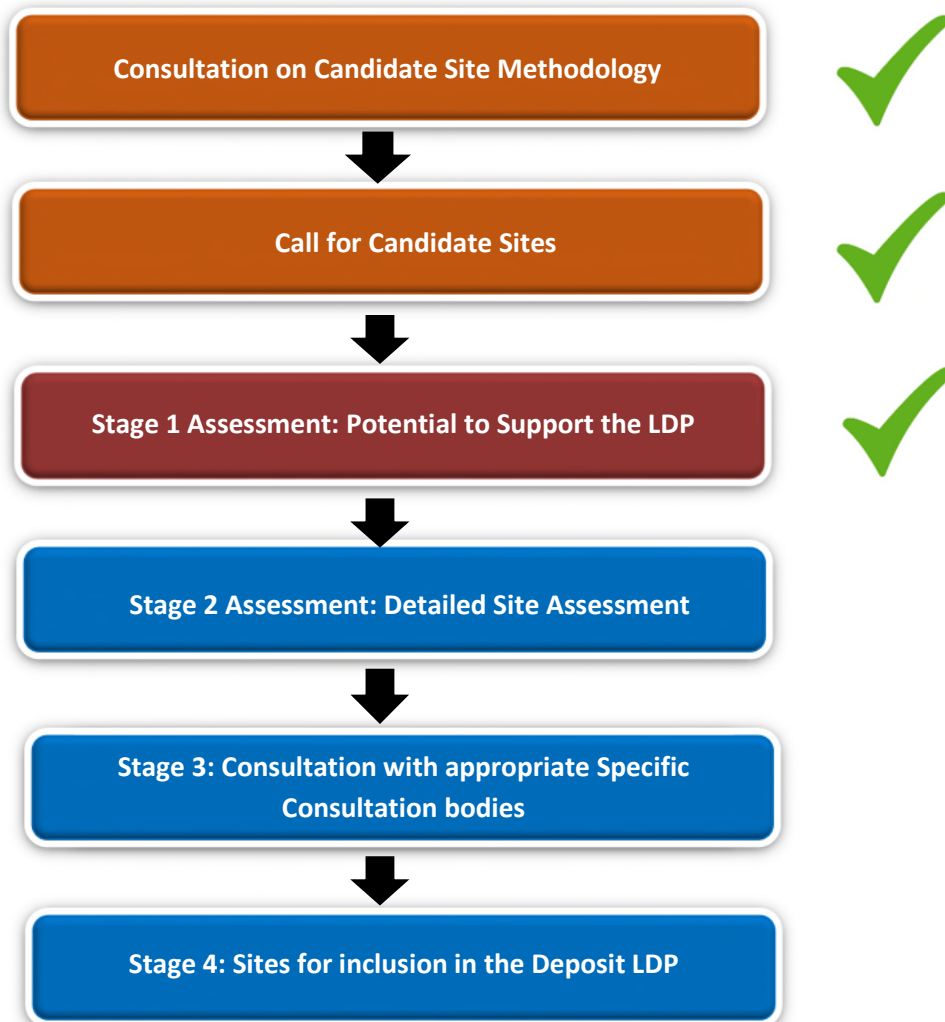 Consultation on Candidate Site Methodology
Call for Candidate Sites
Stage 1 Assessment: Potential to Support the LDP
Stage 2 Assessment: Detailed Site Assessment
Stage 3: Consultation with appropriate Specific
Consultation bodies
Stage 4: Sites for inclusion in the Deposit LDP